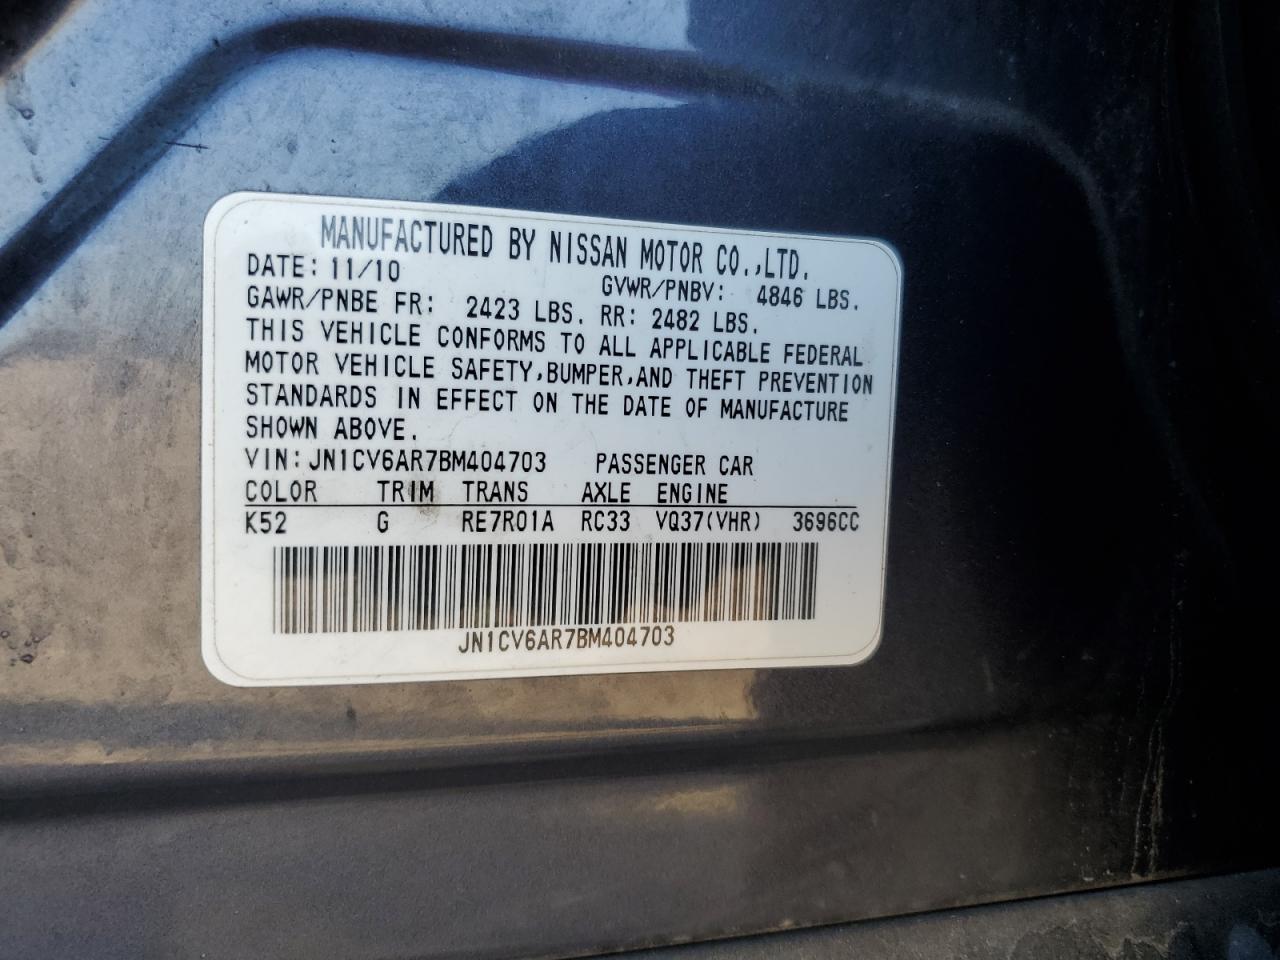 MANUFACTURED BY NISSAN MOTOR CO.,LTD.
DATE: 11/10 GVWR/PNBV: 4846 LBS.
GAWR/PNBE FR: 2423 LBS. RR: 2482 LBS.
THIS VEHICLE CONFORMS TO ALL APPLICABLE FEDERAL
MOTOR VEHICLE SAFETY,BUMPER,AND THEFT PREVENTION
STANDARDS IN EFFECT ON THE DATE OF MANUFACTURE
SHOWN ABOVE.
VIN: JN1CV6AR7BM404703 PASSENGER CAR
COLOR TRIM TRANS AXLE ENGINE
K52 G RE7R01A RC33 VQ37(VHR) 3696CC
JN1CV6AR7BM404703